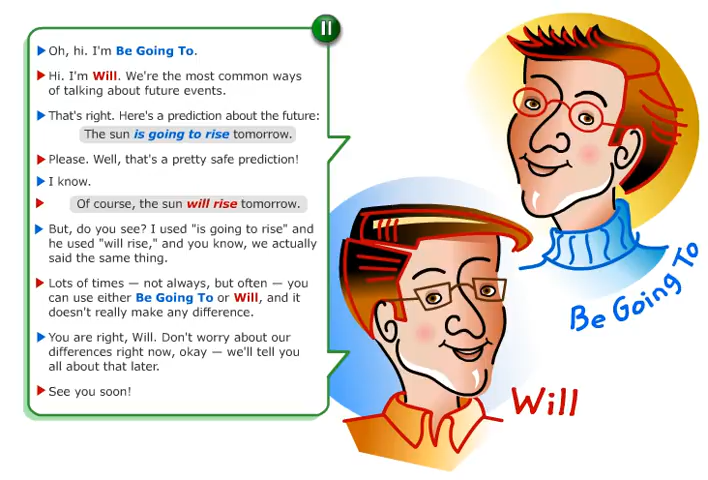 Oh, hi. I'm Be Going To.
Hi. I'm Will. We're the most common ways
of talking about future events.
That's right. Here's a prediction about the future:
The sun is going to rise tomorrow.
Please. Well, that's a pretty safe prediction!
I know.
Of course, the sun will rise tomorrow.
But, do you see? I used "is going to rise" and
he used "will rise," and you know, we actually
said the same thing.
Lots of times — not always, but often — you
can use either Be Going To or Will, and it
doesn't really make any difference.
You are right, Will. Don't worry about our
differences right now, okay — we'll tell you
all about that later.
See you soon!
Be Going To
Will